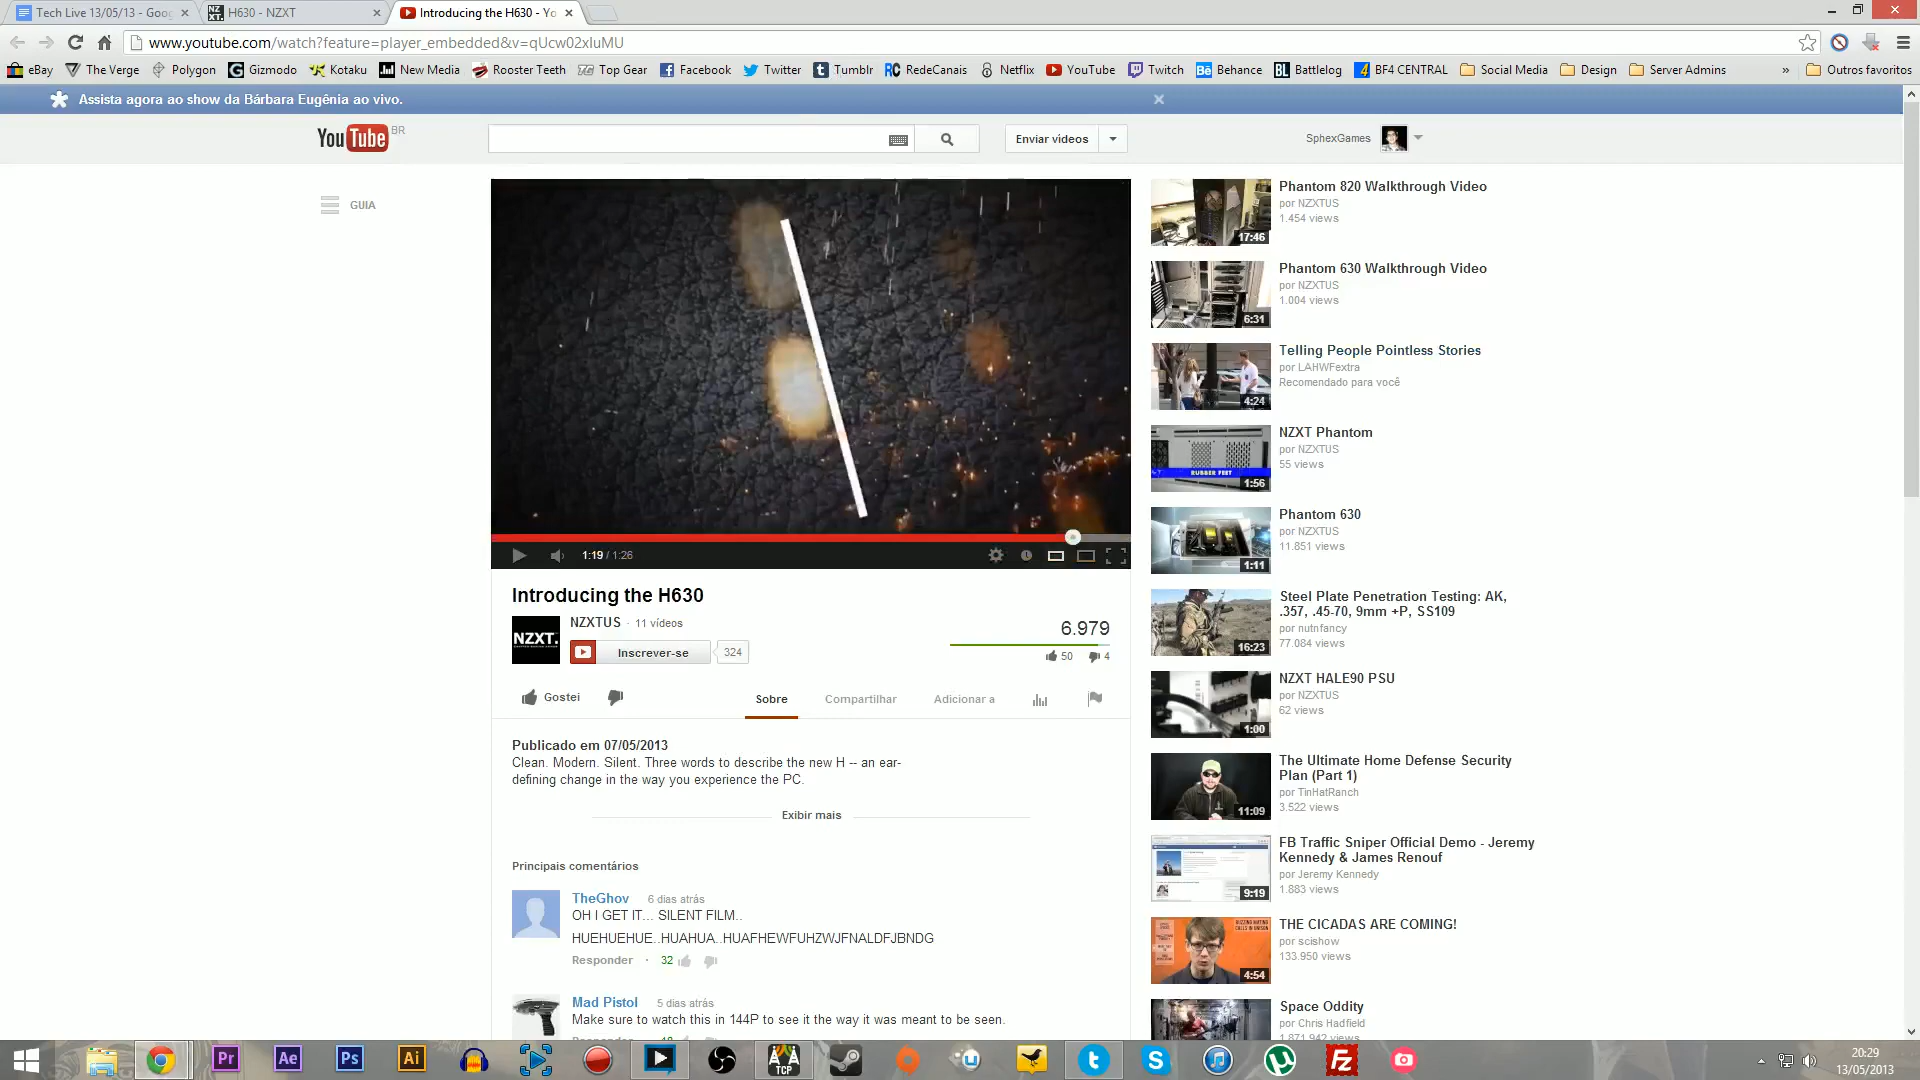 Tech Live 13/05/13 - Goo
H630 - NZXT
Introducing the H630 - Yo
www.youtube.com/watch?feature=player_embedded&v=qUcw02xIuMU
eBay
The Verge
Polygon
Gizmodo
Kotaku
New Media
Rooster Teeth
Top Gear
Facebook
Twitter
Tumblr
RedeCanais
Netflix
YouTube
Twitch
Behance
Battlelog
BF4 CENTRAL
Social Media
Design
Server Admins
»
Outros favoritos
Assista agora ao show da Bárbara Eugênia ao vivo.
YouTube BR
Enviar vídeos
SphexGames
GUIA
1:19 / 1:26
Introducing the H630
NZXT.
NZXTUS · 11 vídeos
Inscrever-se 324
6.979
50 4
Gostei
Sobre
Compartilhar
Adicionar a
Publicado em 07/05/2013
Clean. Modern. Silent. Three words to describe the new H -- an ear-
defining change in the way you experience the PC.
Exibir mais
Principais comentários
TheGhov 6 dias atrás
OH I GET IT... SILENT FILM..
HUEHUEHUE..HUAHUA..HUAFHEWFUHZWJFNALDFJBNDG
Responder · 32
Mad Pistol 5 dias atrás
Make sure to watch this in 144P to see it the way it was meant to be seen.
Phantom 820 Walkthrough Video
por NZXTUS
1.454 views
17:46
Phantom 630 Walkthrough Video
por NZXTUS
1.004 views
6:31
Telling People Pointless Stories
por LAHWFextra
Recomendado para você
4:24
NZXT Phantom
por NZXTUS
55 views
RUBBER FEET
1:56
Phantom 630
por NZXTUS
11.851 views
1:11
Steel Plate Penetration Testing: AK,
.357, .45-70, 9mm +P, SS109
por nutnfancy
77.084 views
16:23
NZXT HALE90 PSU
por NZXTUS
62 views
1:00
The Ultimate Home Defense Security
Plan (Part 1)
por TinHatRanch
3.522 views
11:09
FB Traffic Sniper Official Demo - Jeremy
Kennedy & James Renouf
por Jeremy Kennedy
1.883 views
9:19
THE CICADAS ARE COMING!
por scishow
133.950 views
4:54
Space Oddity
por Chris Hadfield
1.871.942 views
Pr
Ae
Ps
Ai
TCP
20:29
13/05/2013